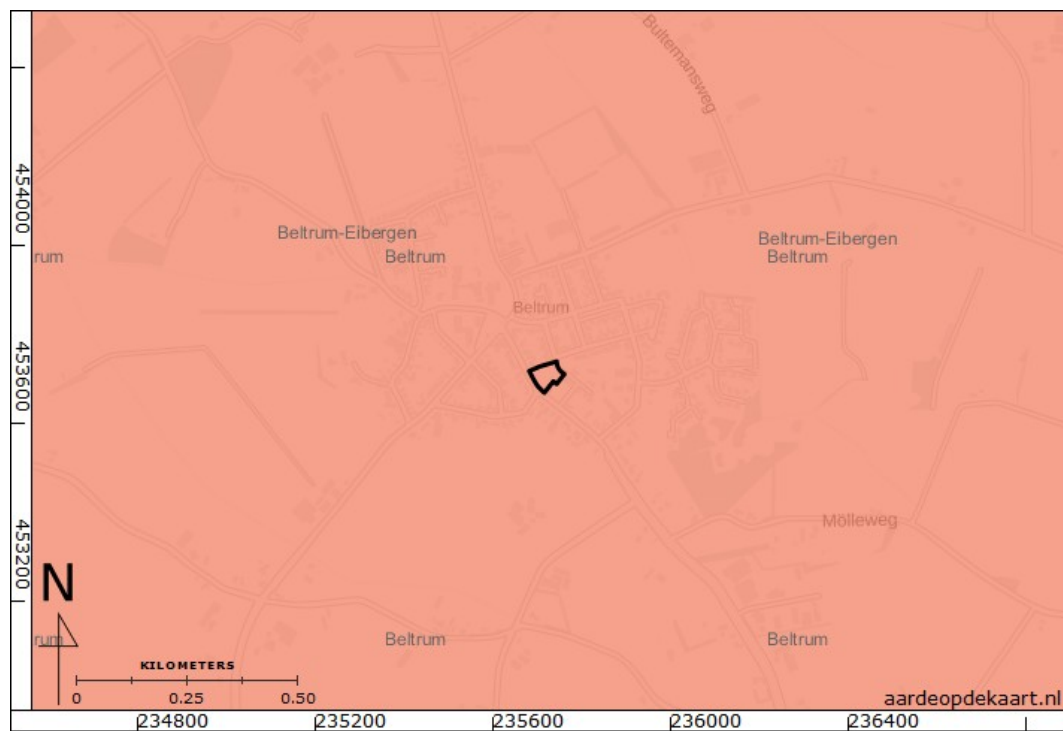 Bultemansweg
454000
Beltrum-Eibergen
Beltrum
Beltrum-Eibergen
Beltrum
rum
Beltrum
453600
Mölleweg
453200
N
rum
Beltrum
Beltrum
KILOMETERS
0 0.25 0.50
aardeopdekaart.nl
234800 235200 235600 236000 236400